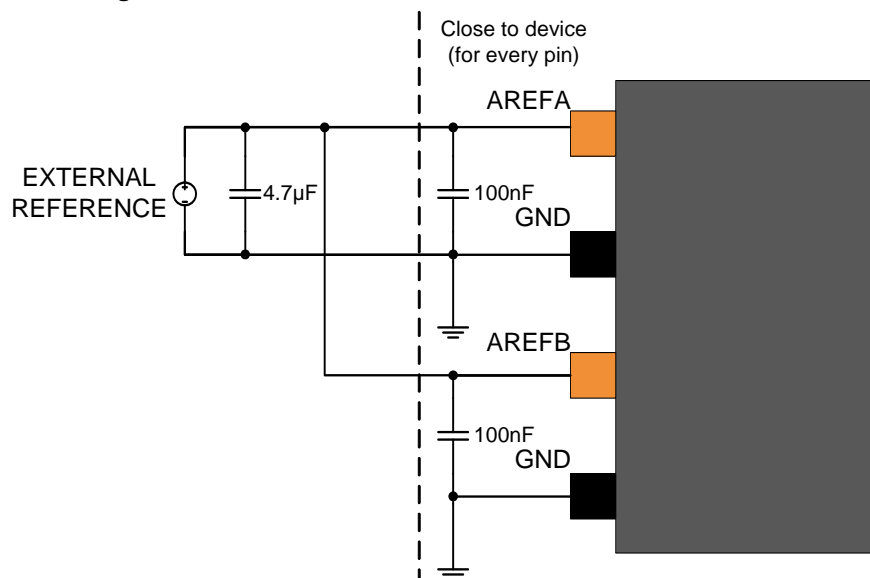 Close to device
(for every pin)
AREFA
EXTERNAL
REFERENCE
4.7µF
100nF
GND
AREFB
100nF
GND